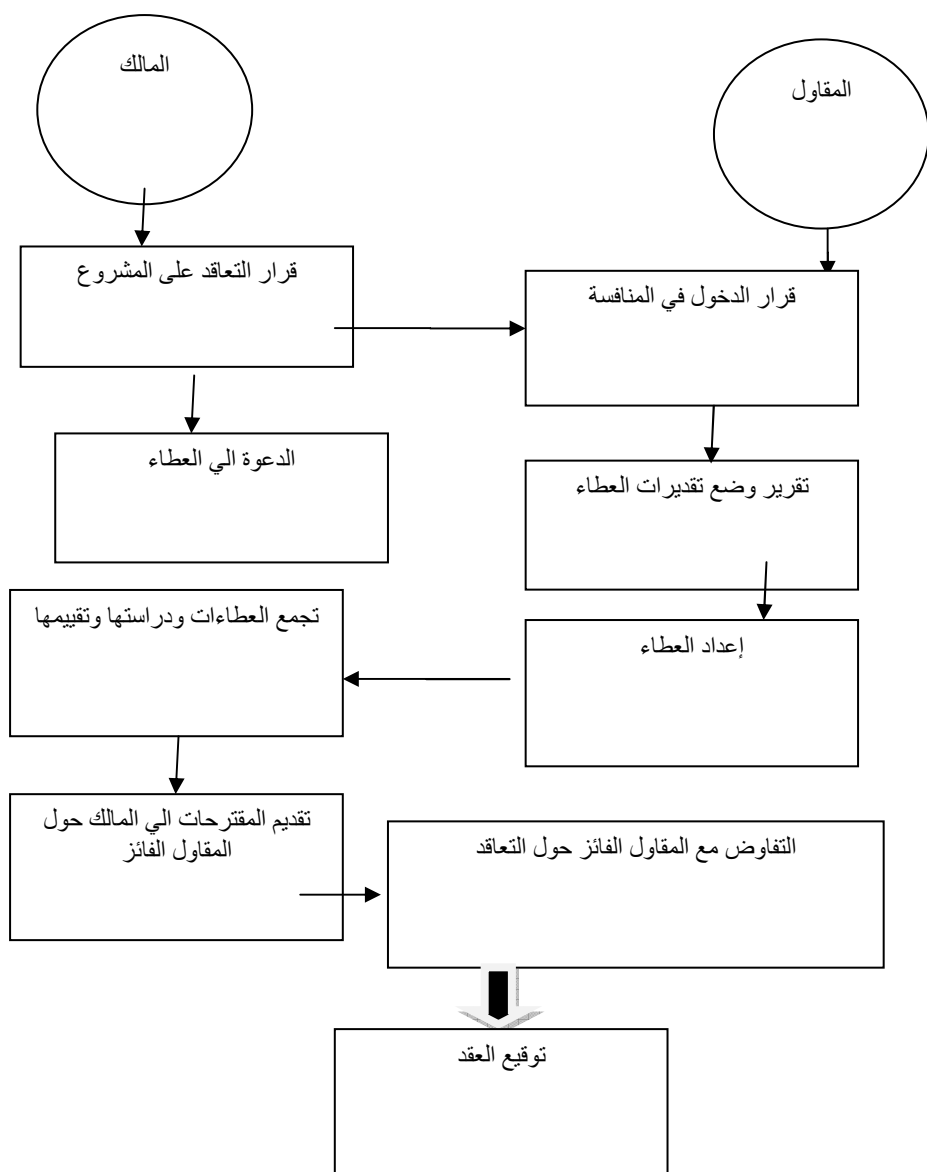 المالك
المقاول
قرار التعاقد على المشروع
قرار الدخول في المنافسة
الدعوة الي العطاء
تقرير وضع تقديرات العطاء
تجمع العطاءات ودراستها وتقييمها
إعداد العطاء
تقديم المقترحات الي المالك حول
المقاول الفائز
التفاوض مع المقاول الفائز حول التعاقد
توقيع العقد